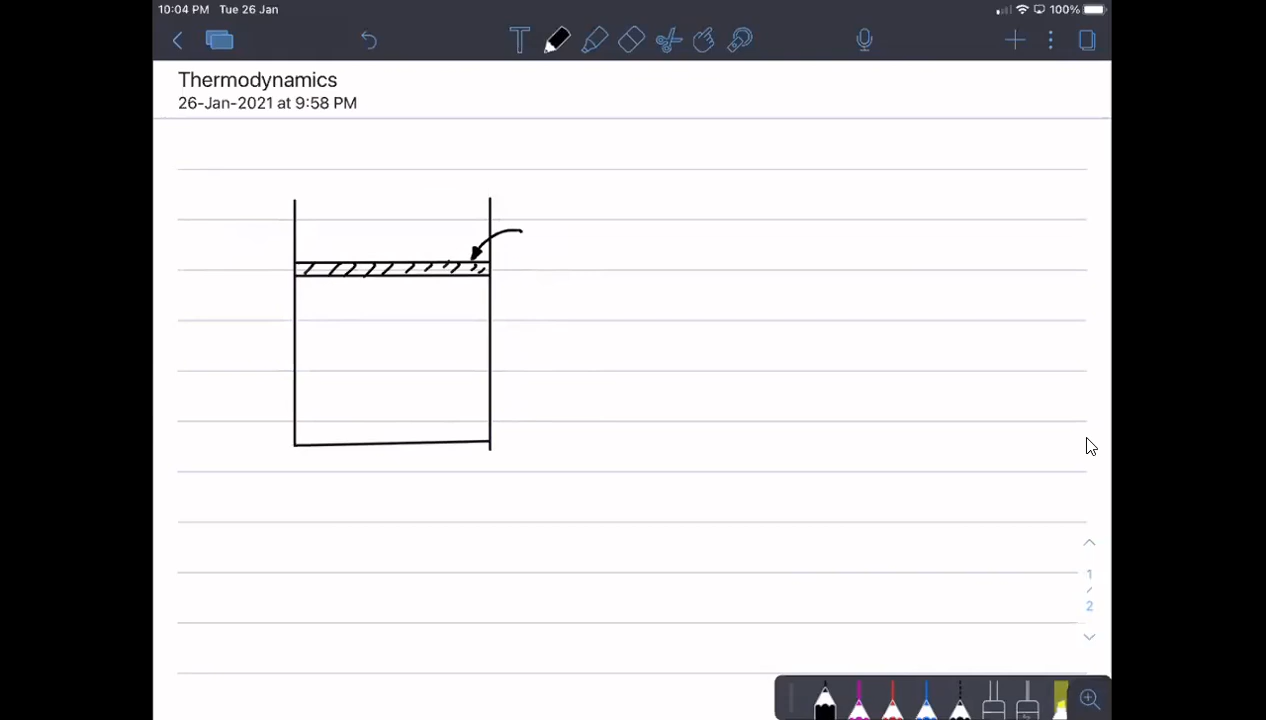 10:04 PM Tue 26 Jan 100%
T
Thermodynamics
26-Jan-2021 at 9:58 PM
1
2